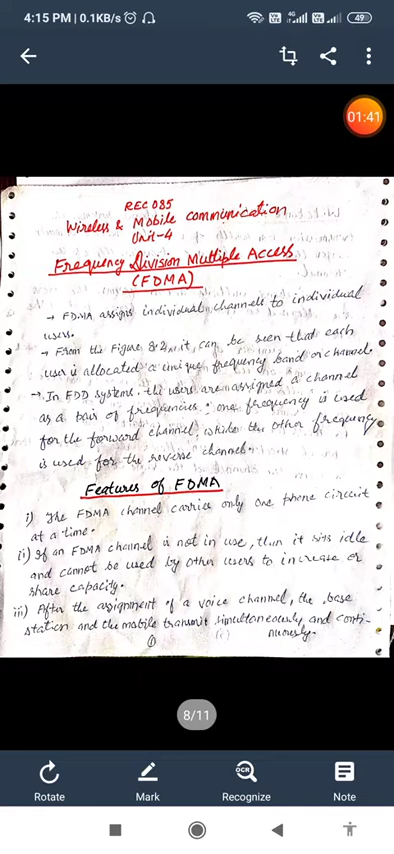 4:15 PM | 0.1KB/s
49
01:41
REC 085
Wireless & Mobile communication
Unit-4
Frequency Division Multiple Access
(FDMA)
→ FDMA assigns individual channels to individual
users.
→ From the Figure 8.2, it can be seen that each
user is allocated a unique frequency band or channel.
→ In FDD systems, the users are assigned a channel
as a pair of frequencies; one frequency is used
for the forward channel, while the other frequency
is used for the reverse channel.
Features of FDMA
i) The FDMA channel carries only one phone circuit
at a time.
ii) If an FDMA channel is not in use, then it sits idle
and cannot be used by other users to increase or
share capacity.
iii) After the assignment of a voice channel, the base
station and the mobile transmit simultaneously and conti-
nuously.
①
8/11
Rotate
Mark
OCR
Recognize
Note